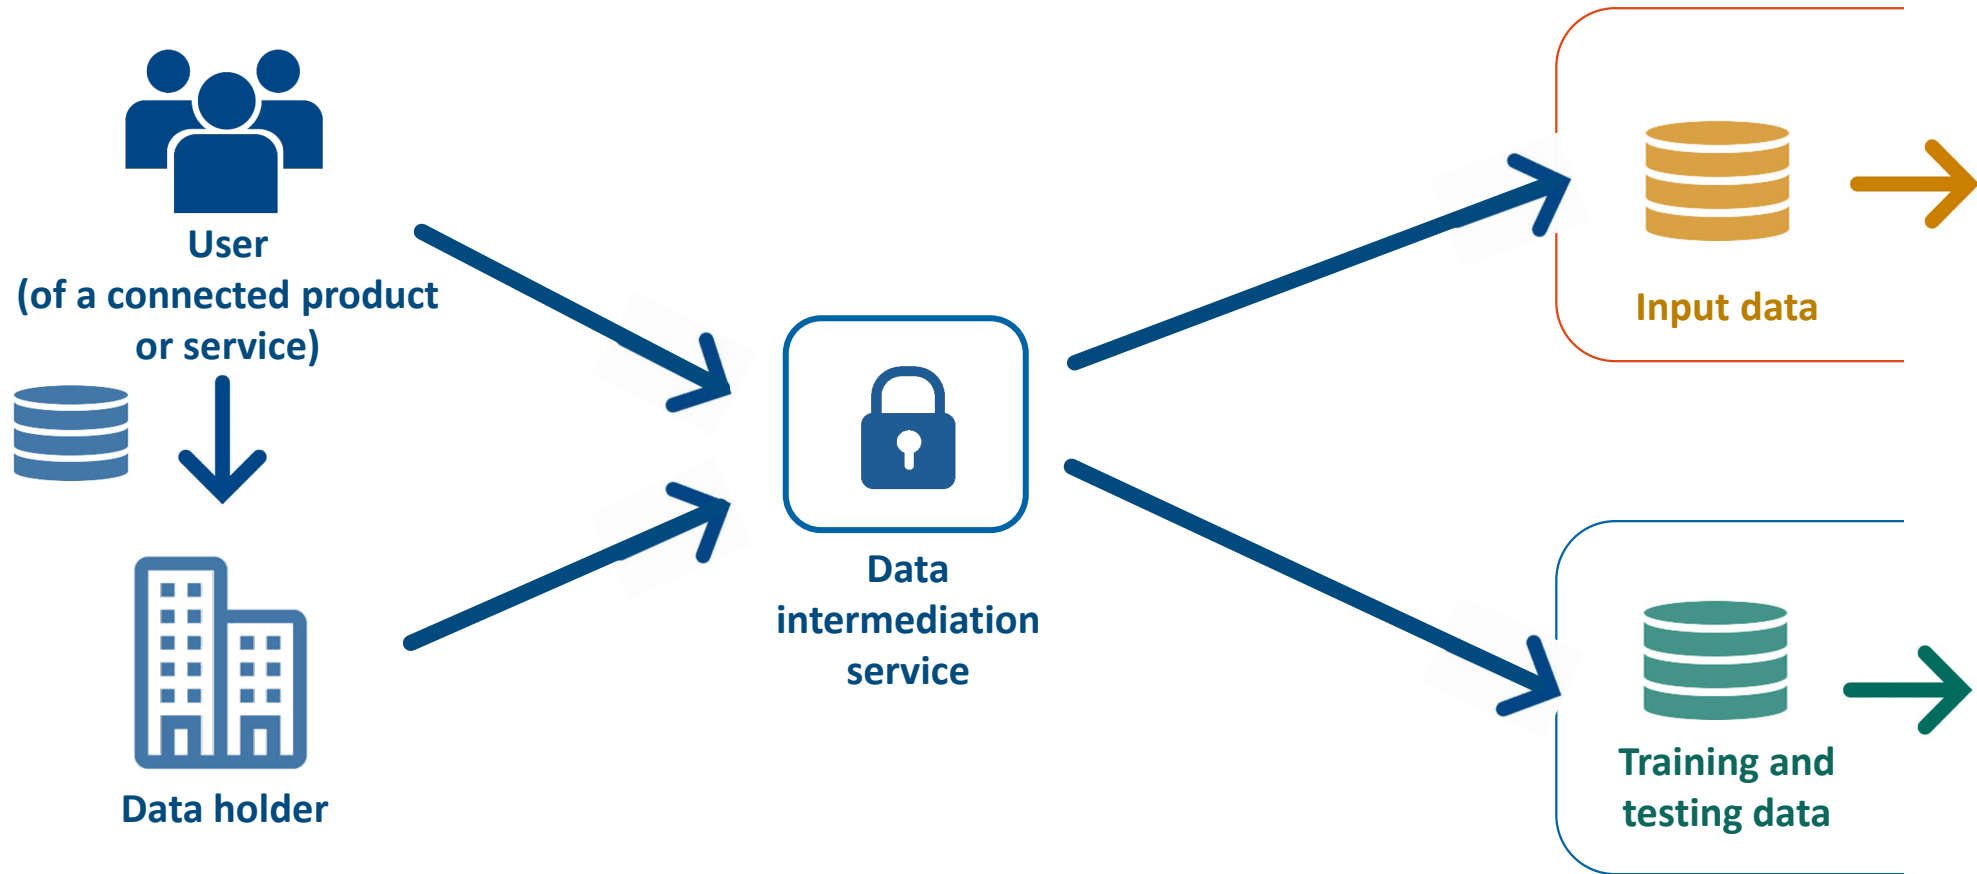 User
(of a connected product
or service)
Data holder
Data
intermediation
service
Input data
Training and
testing data